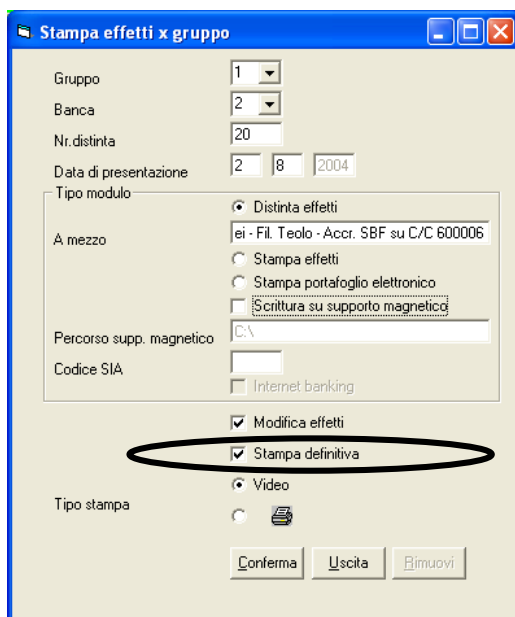 Stampa effetti x gruppo
Gruppo 1
Banca 2
Nr.distinta 20
Data di presentazione 2 8 2004
Tipo modulo
Distinta effetti
A mezzo ei - Fil. Teolo - Accr. SBF su C/C 600006
Stampa effetti
Stampa portafoglio elettronico
Scrittura su supporto magnetico
Percorso supp. magnetico C:\
Codice SIA
Internet banking
Modifica effetti
Stampa definitiva
Video
Tipo stampa
Conferma Uscita Rimuovi